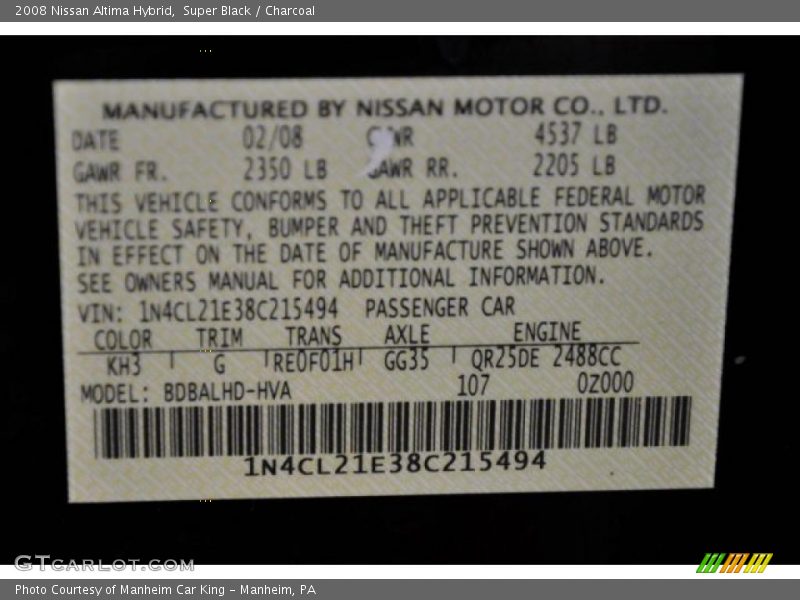 2008 Nissan Altima Hybrid, Super Black / Charcoal
MANUFACTURED BY NISSAN MOTOR CO., LTD.
DATE 02/08 GVWR 4537 LB
GAWR FR. 2350 LB GAWR RR. 2205 LB
THIS VEHICLE CONFORMS TO ALL APPLICABLE FEDERAL MOTOR
VEHICLE SAFETY, BUMPER AND THEFT PREVENTION STANDARDS
IN EFFECT ON THE DATE OF MANUFACTURE SHOWN ABOVE.
SEE OWNERS MANUAL FOR ADDITIONAL INFORMATION.
VIN: 1N4CL21E38C215494 PASSENGER CAR
COLOR TRIM TRANS AXLE ENGINE
KH3 G RE0F01H GG35 QR25DE 2488CC
MODEL: BDBALHD-HVA 107 0Z000
1N4CL21E38C215494
GTCARLOT.COM
Photo Courtesy of Manheim Car King - Manheim, PA